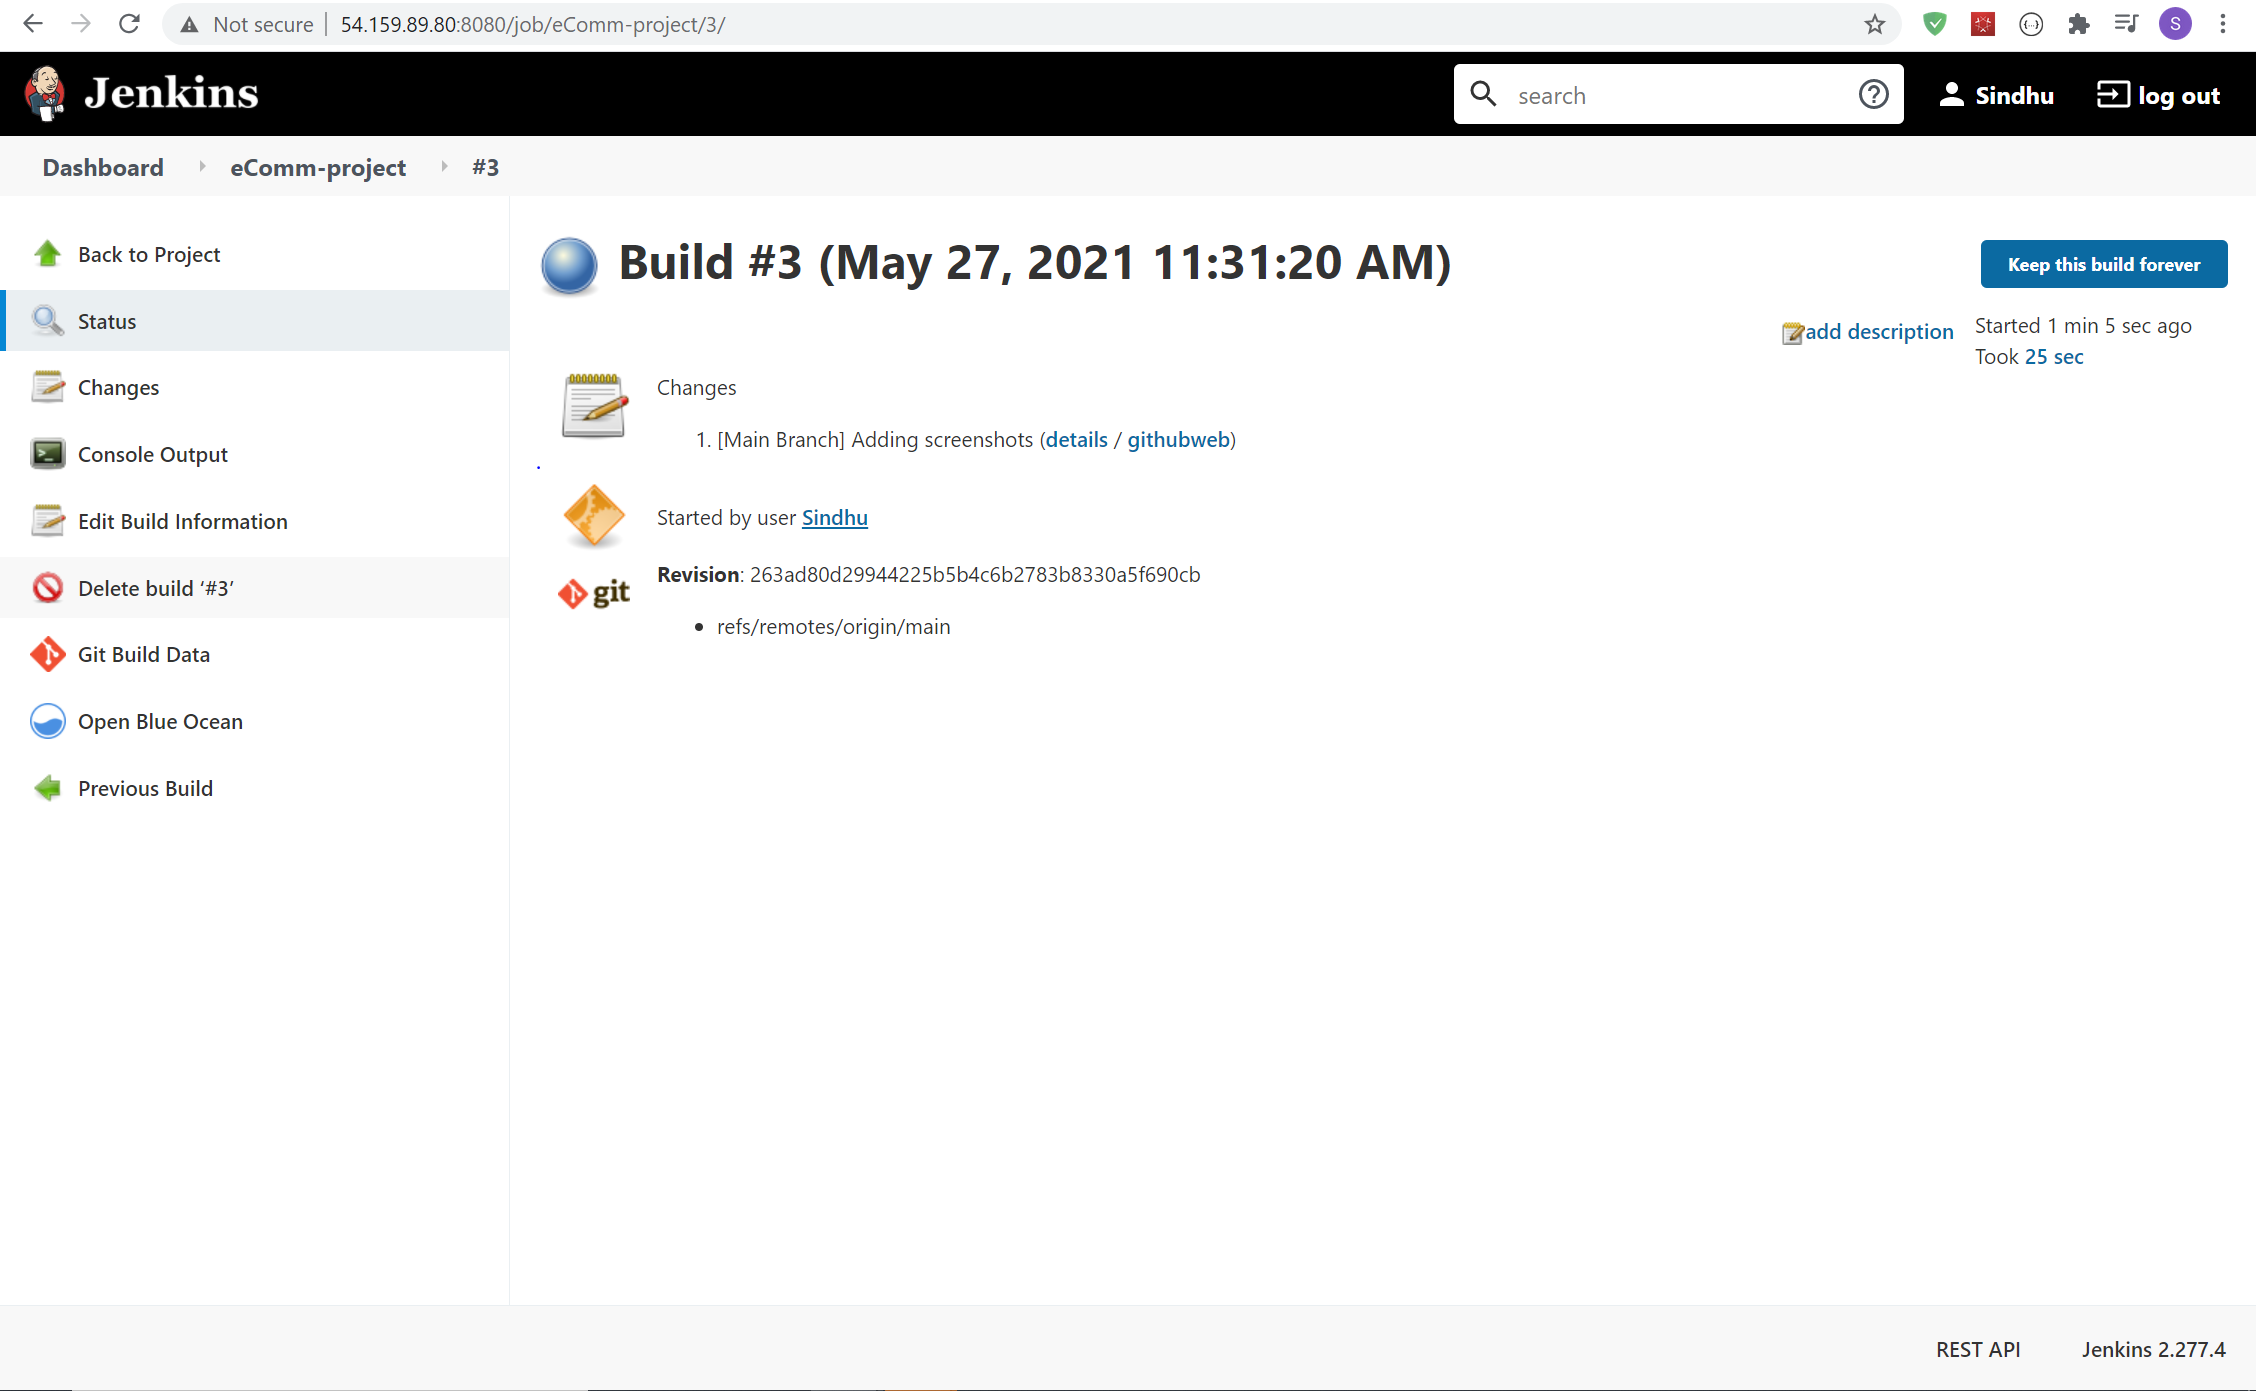 Not secure | 54.159.89.80:8080/job/eComm-project/3/
S
Jenkins
search
Sindhu
log out
Dashboard
eComm-project
#3
Back to Project
Status
Changes
Console Output
Edit Build Information
Delete build ‘#3’
Git Build Data
Open Blue Ocean
Previous Build
Build #3 (May 27, 2021 11:31:20 AM)
Keep this build forever
add description
Started 1 min 5 sec ago
Took 25 sec
Changes
1. [Main Branch] Adding screenshots (details / githubweb)
Started by user Sindhu
git
Revision: 263ad80d29944225b5b4c6b2783b8330a5f690cb
• refs/remotes/origin/main
REST API
Jenkins 2.277.4